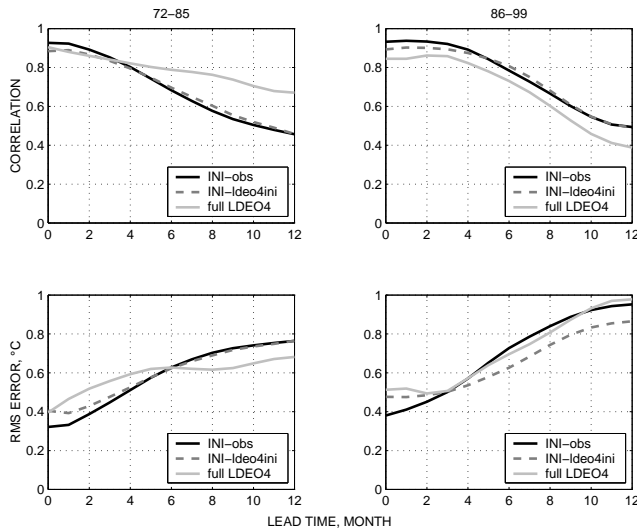 72–85
86–99
CORRELATION
1
0.8
0.6
0.4
0.2
0
0 2 4 6 8 10 12
INI–obs
INI–ldeo4ini
full LDEO4
1
0.8
0.6
0.4
0.2
0
0 2 4 6 8 10 12
INI–obs
INI–ldeo4ini
full LDEO4
RMS ERROR, °C
1
0.8
0.6
0.4
0.2
0
0 2 4 6 8 10 12
INI–obs
INI–ldeo4ini
full LDEO4
1
0.8
0.6
0.4
0.2
0
0 2 4 6 8 10 12
INI–obs
INI–ldeo4ini
full LDEO4
LEAD TIME, MONTH